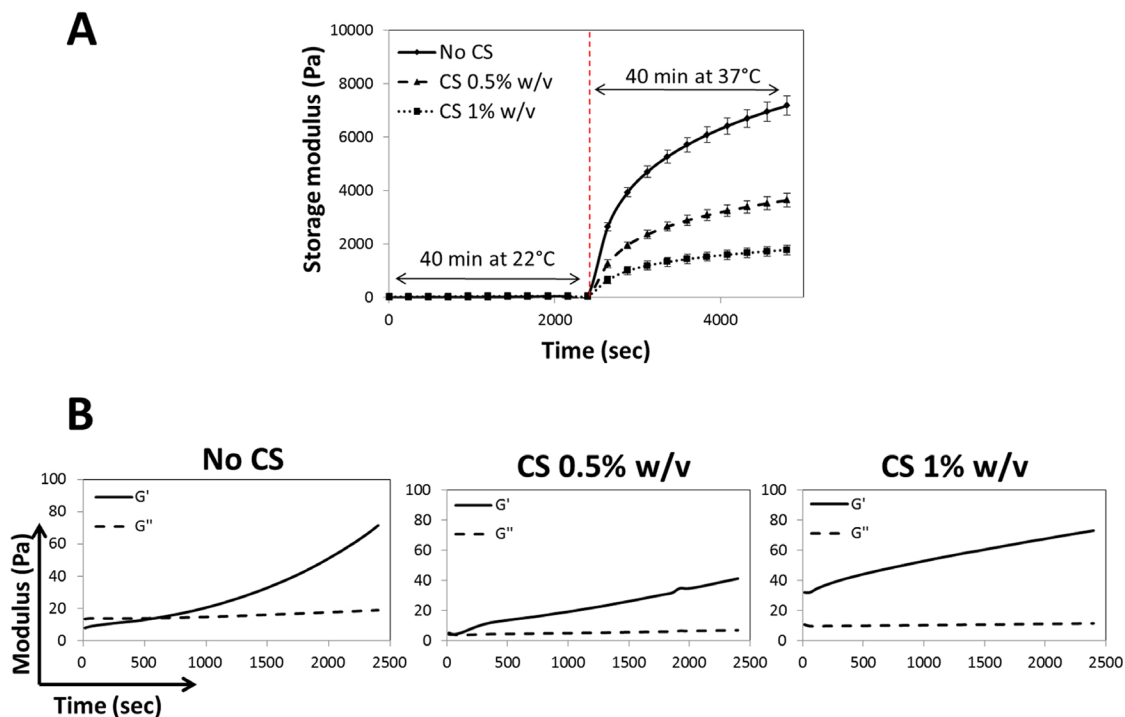 A
Storage modulus (Pa)
10000
8000
6000
4000
2000
0
No CS
CS 0.5% w/v
CS 1% w/v
40 min at 37°C
40 min at 22°C
0 2000 4000
Time (sec)
B
No CS
CS 0.5% w/v
CS 1% w/v
Modulus (Pa)
100
80
60
40
20
0
G'
G''
0 500 1000 1500 2000 2500
100
80
60
40
20
0
G'
G''
0 500 1000 1500 2000 2500
100
80
60
40
20
0
G'
G''
0 500 1000 1500 2000 2500
Time (sec)